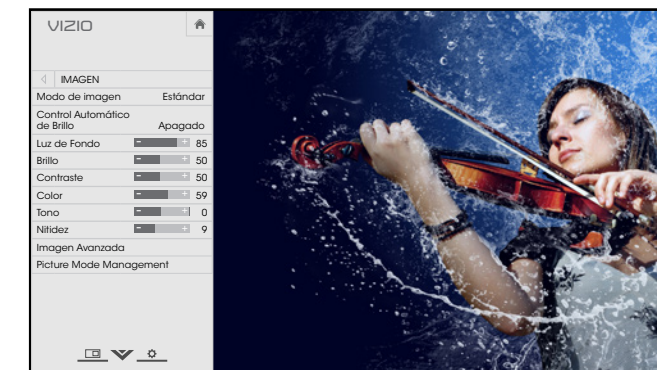 VIZIO
IMAGEN
Modo de imagen Estándar
Control Automático
de Brillo Apagado
Luz de Fondo - + 85
Brillo - + 50
Contraste - + 50
Color - + 59
Tono - + 0
Nitidez - + 9
Imagen Avanzada
Picture Mode Management